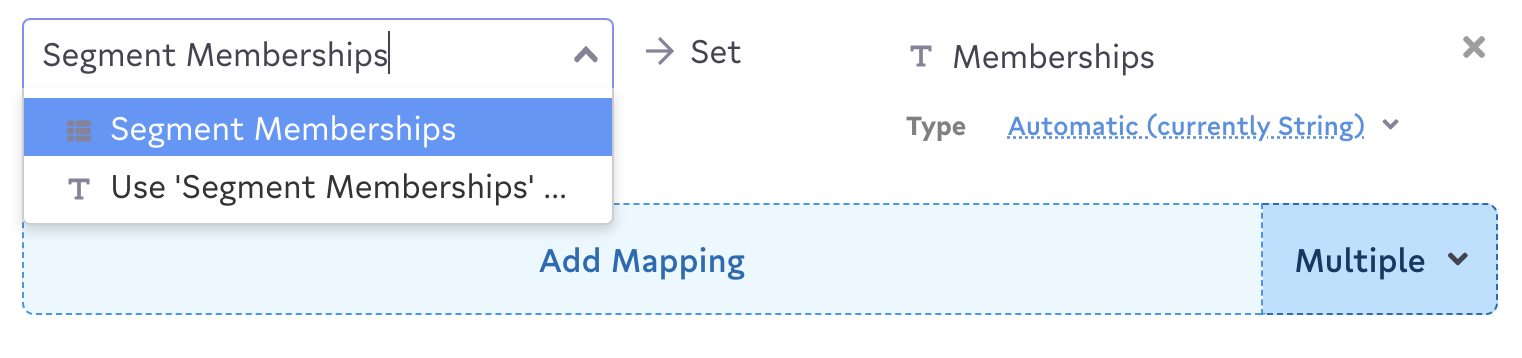 Segment Memberships → Set Memberships
Type Automatic (currently String)
Segment Memberships
Use 'Segment Memberships' ...
Add Mapping Multiple